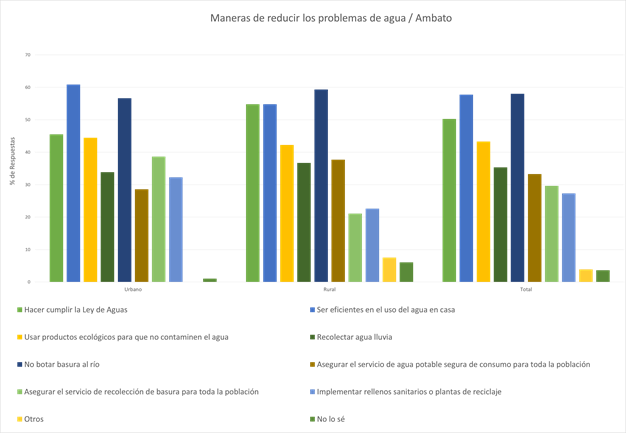 Maneras de reducir los problemas de agua / Ambato
70
60
50
40
30
20
10
0
% de Respuestas
Urbano
Rural
Total
Hacer cumplir la Ley de Aguas
Ser eficientes en el uso del agua en casa
Usar productos ecológicos para que no contaminen el agua
Recolectar agua lluvia
No botar basura al río
Asegurar el servicio de agua potable segura de consumo para toda la población
Asegurar el servicio de recolección de basura para toda la población
Implementar rellenos sanitarios o plantas de reciclaje
Otros
No lo sé